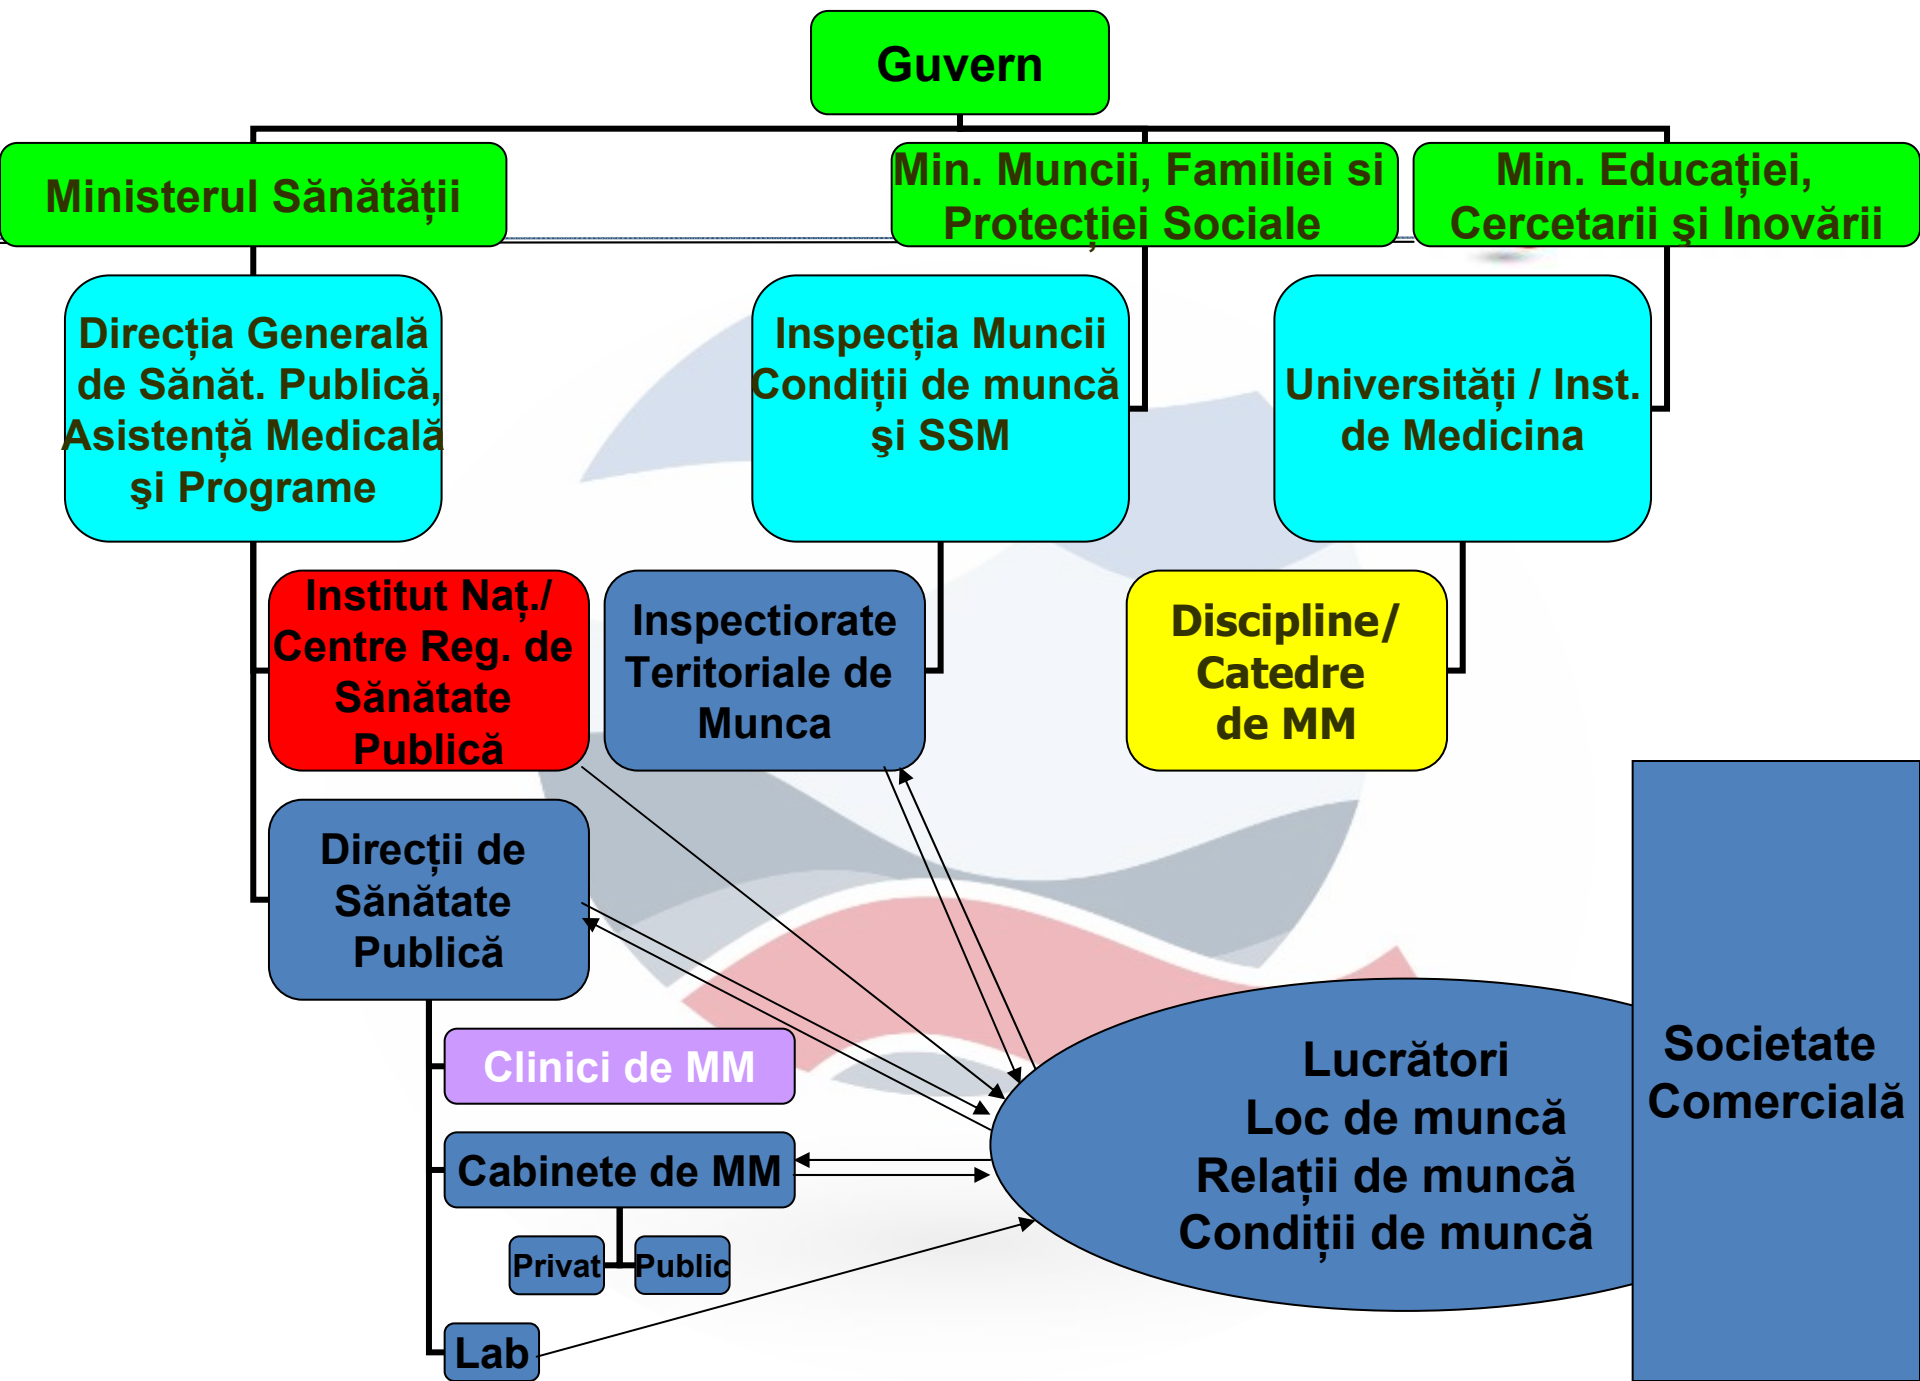 Guvern
Ministerul Sănătății
Min. Muncii, Familiei si
Protecției Sociale
Min. Educației,
Cercetarii şi Inovării
Direcția Generală
de Sănăt. Publică,
Asistență Medicală
şi Programe
Inspecția Muncii
Condiții de muncă
şi SSM
Universități / Inst.
de Medicina
Institut Naț./
Centre Reg. de
Sănătate
Publică
Inspectiorate
Teritoriale de
Munca
Discipline/
Catedre
de MM
Direcții de
Sănătate
Publică
Clinici de MM
Cabinete de MM
Privat
Public
Lab
Lucrători
Loc de muncă
Relații de muncă
Condiții de muncă
Societate
Comercială